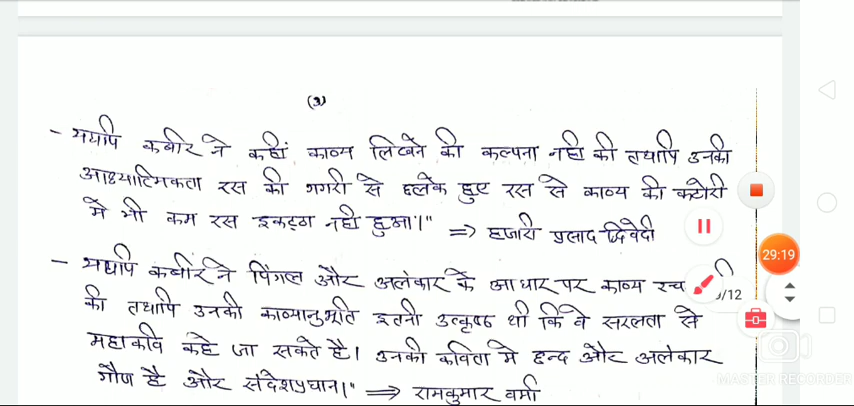 (3)
- यद्यपि कबीर ने कहीं काव्य लिखने की कल्पना नही की तथापि उनकी
आध्यात्मिकता रस की गगरी से छलके हुए रस से काव्य की कटोरी
मे भी कम रस इकट्ठा नही हुआ।" ⇒ हजारी प्रसाद द्विवेदी
- यद्यपि कबीर ने पिंगल और अलंकार के आधार पर काव्य
की तथापि उनकी काव्यानुभूति इतनी उत्कृष्ठ थी कि वे सरलता से
महाकवि कहे जा सकते है। उनकी कविता मे छन्द और अलंकार
गौण है और संदेशप्रधान।" ⇒ रामकुमार वर्मा
29:19
/12
MASTER RECORDER